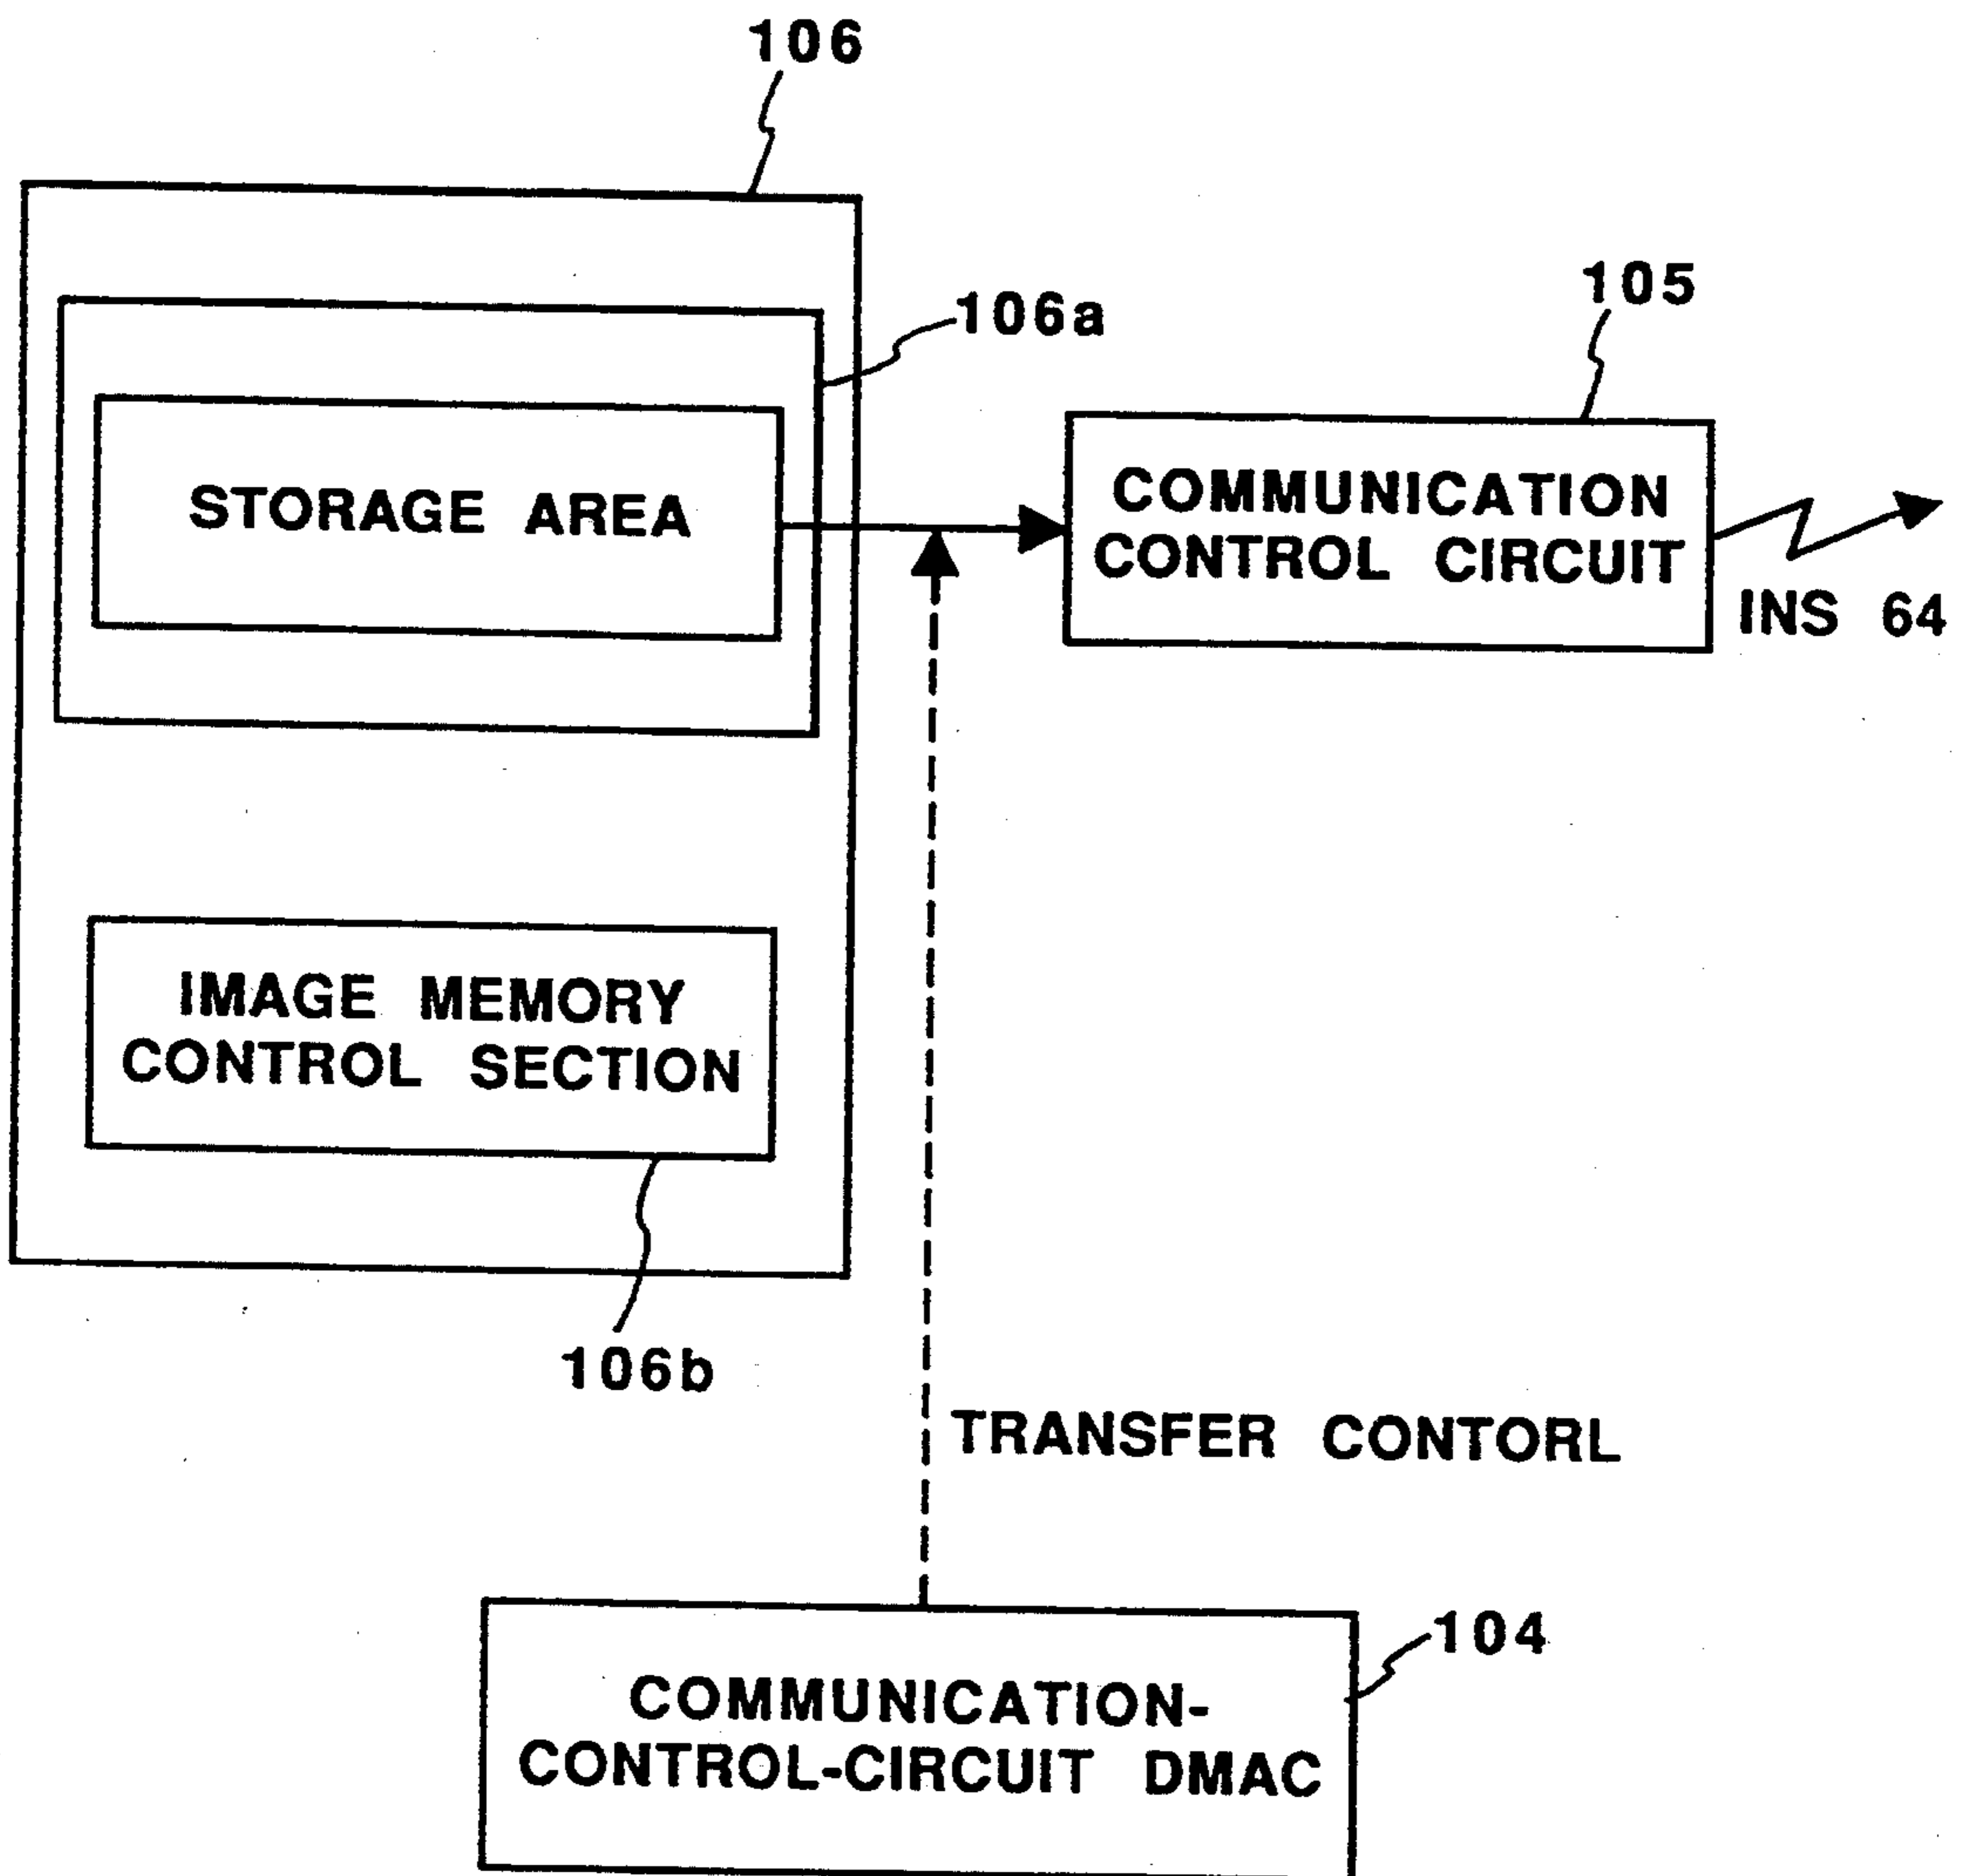 106
106a
105
STORAGE AREA
COMMUNICATION
CONTROL CIRCUIT
INS 64
IMAGE MEMORY
CONTROL SECTION
106b
TRANSFER CONTORL
104
COMMUNICATION-
CONTROL-CIRCUIT DMAC